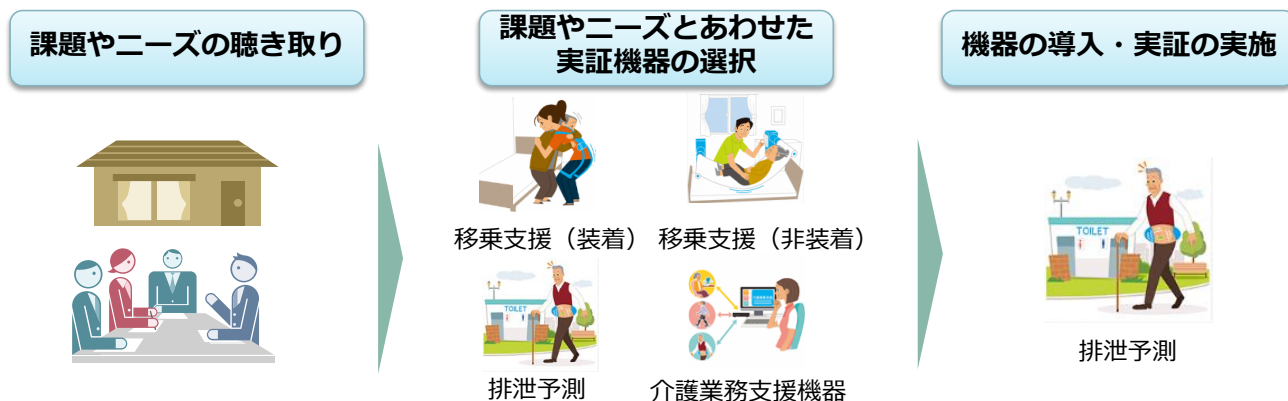 課題やニーズの聴き取り
課題やニーズとあわせた
実証機器の選択
機器の導入・実証の実施
移乗支援（装着）
移乗支援（非装着）
TOILET
排泄予測
介護業務支援機器
TOILET
排泄予測